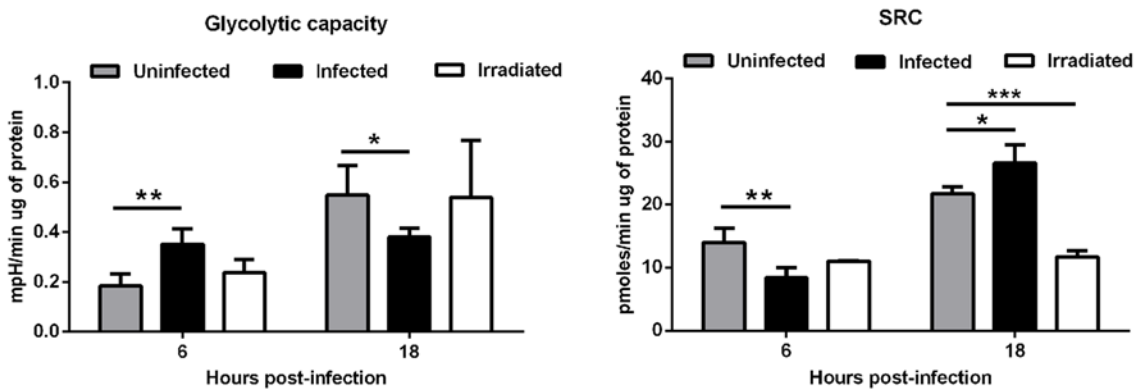 Glycolytic capacity
Uninfected Infected Irradiated
mpH/min ug of protein
1.0
0.8
0.6
0.4
0.2
0.0
**
*
6 18
Hours post-infection
SRC
Uninfected Infected Irradiated
pmoles/min ug of protein
40
30
20
10
0
**
***
*
6 18
Hours post-infection